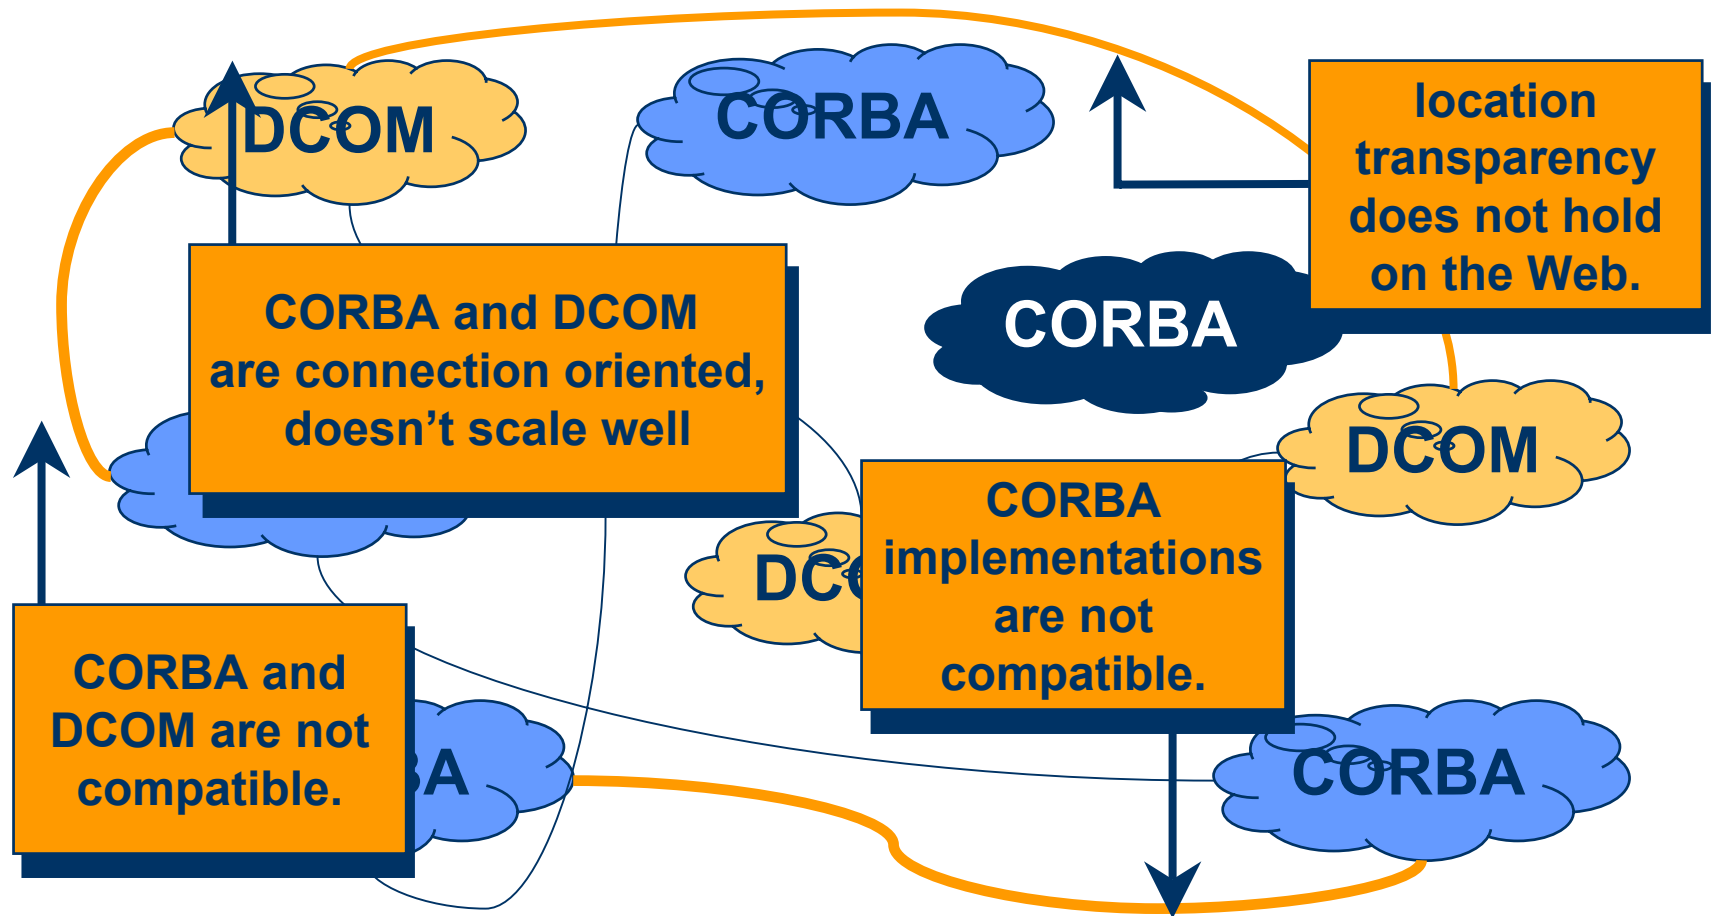 DCOM
CORBA
location
transparency
does not hold
on the Web.
CORBA and DCOM
are connection oriented,
doesn’t scale well
CORBA
DCOM
CORBA
implementations
are not
compatible.
CORBA and
DCOM are not
compatible.
CORBA